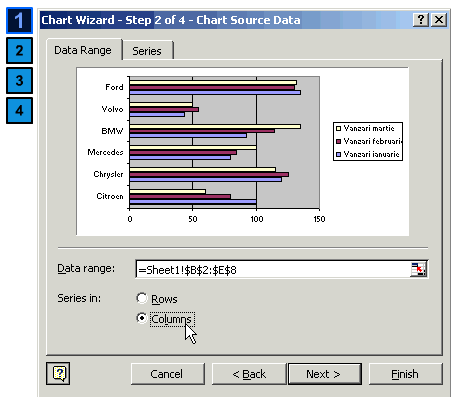 1
2
3
4
Chart Wizard - Step 2 of 4 - Chart Source Data
Data Range
Series
Ford
Volvo
BMW
Mercedes
Chrysler
Citroen
0
50
100
150
Vanzari martie
Vanzari februarie
Vanzari ianuarie
Data range:
=Sheet1!$B$2:$E$8
Series in:
Rows
Columns
?
Cancel
< Back
Next >
Finish